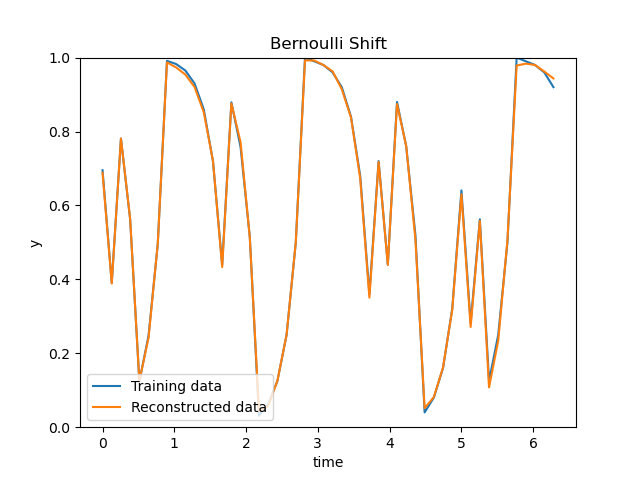 Bernoulli Shift
y
1.0
0.8
0.6
0.4
0.2
0.0
Training data
Reconstructed data
0 1 2 3 4 5 6
time